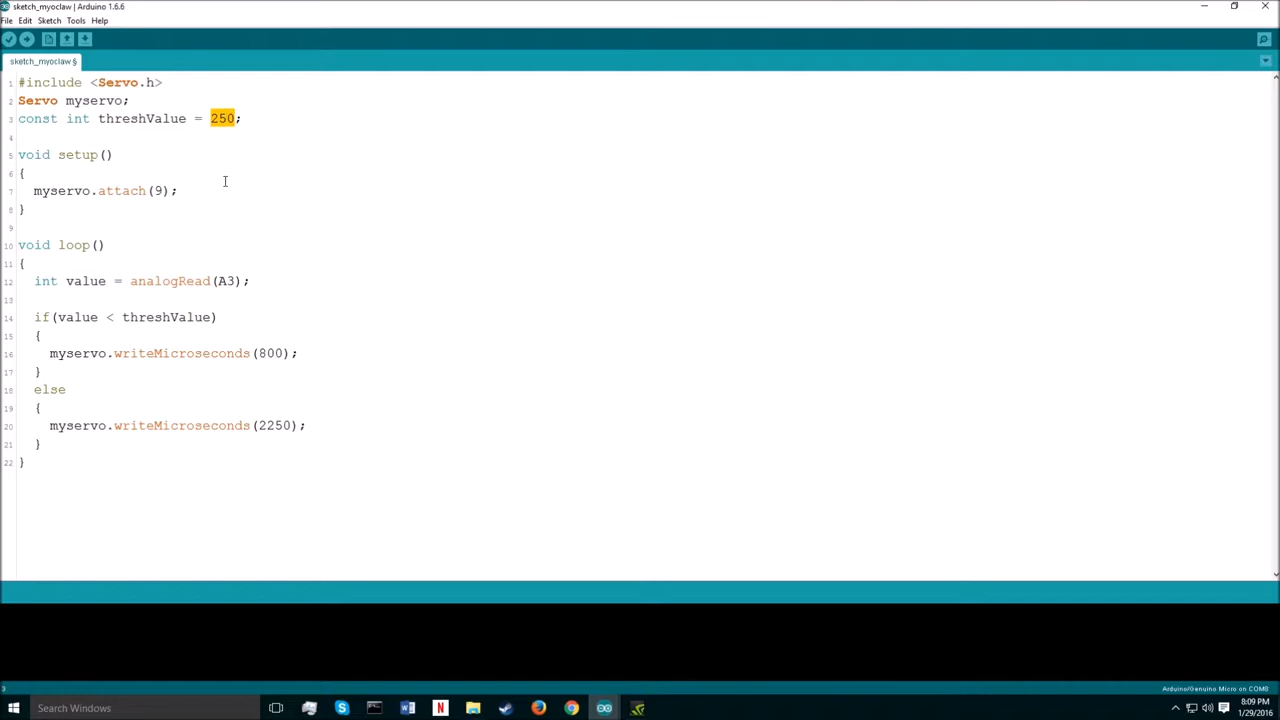 sketch_myoclaw | Arduino 1.6.6
File Edit Sketch Tools Help
sketch_myoclaw §
1 #include <Servo.h>
2 Servo myservo;
3 const int threshValue = 250;
4
5 void setup()
6 {
7 myservo.attach(9);
8 }
9
10 void loop()
11 {
12 int value = analogRead(A3);
13
14 if(value < threshValue)
15 {
16 myservo.writeMicroseconds(800);
17 }
18 else
19 {
20 myservo.writeMicroseconds(2250);
21 }
22 }
3
Arduino/Genuino Micro on COM8
Search Windows
8:09 PM
1/29/2016